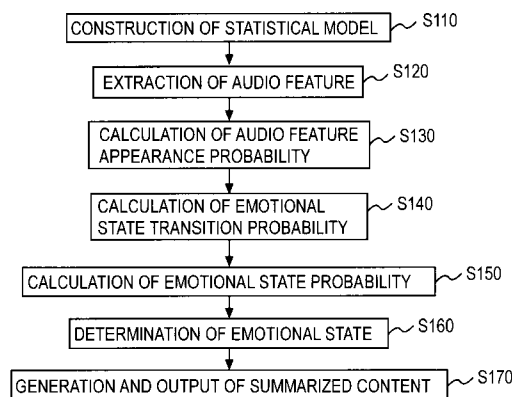 CONSTRUCTION OF STATISTICAL MODEL S110
EXTRACTION OF AUDIO FEATURE S120
CALCULATION OF AUDIO FEATURE
APPEARANCE PROBABILITY S130
CALCULATION OF EMOTIONAL
STATE TRANSITION PROBABILITY S140
CALCULATION OF EMOTIONAL STATE PROBABILITY S150
DETERMINATION OF EMOTIONAL STATE S160
GENERATION AND OUTPUT OF SUMMARIZED CONTENT S170